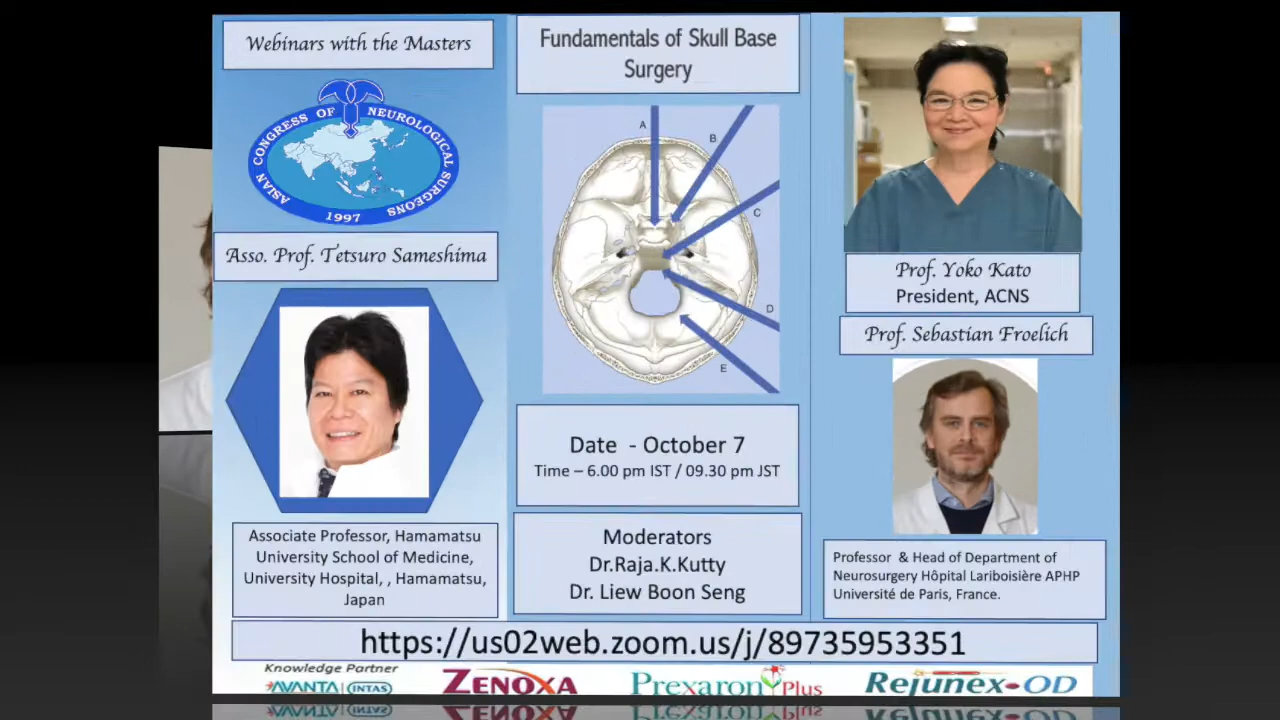 Webinars with the Masters
ASIAN CONGRESS OF NEUROLOGICAL SURGEONS
1997
Asso. Prof. Tetsuro Sameshima
Associate Professor, Hamamatsu
University School of Medicine,
University Hospital, , Hamamatsu,
Japan
Fundamentals of Skull Base
Surgery
A
B
C
D
E
Date - October 7
Time – 6.00 pm IST / 09.30 pm JST
Moderators
Dr.Raja.K.Kutty
Dr. Liew Boon Seng
Prof. Yoko Kato
President, ACNS
Prof. Sebastian Froelich
Professor & Head of Department of
Neurosurgery Hôpital Lariboisière APHP
Université de Paris, France.
https://us02web.zoom.us/j/89735953351
Knowledge Partner
AVANTA | INTAS
ZENOXA
Prexaron Plus
Rejunex-OD